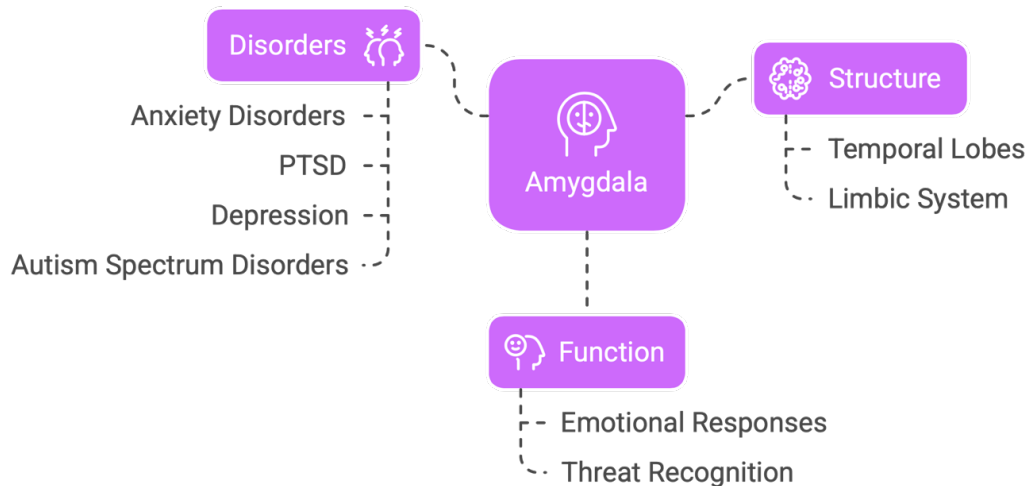 Disorders
Anxiety Disorders
PTSD
Depression
Autism Spectrum Disorders
Amygdala
Structure
Temporal Lobes
Limbic System
Function
Emotional Responses
Threat Recognition